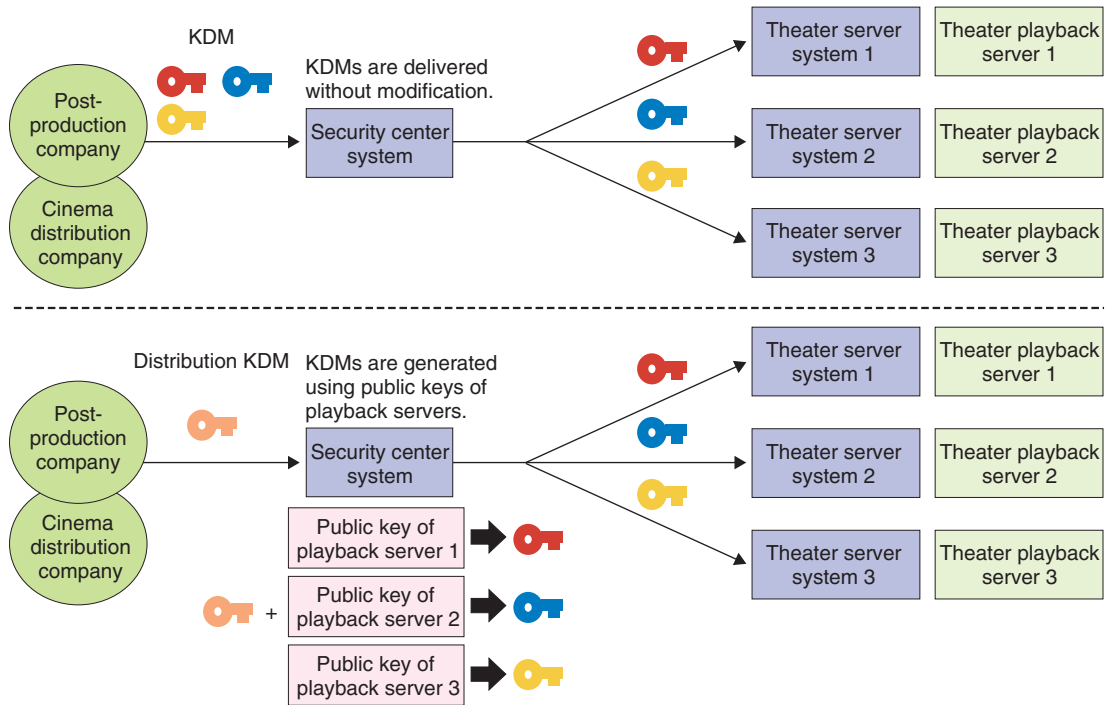 KDM
KDMs are delivered
without modification.
Post-
production
company
Cinema
distribution
company
Security center
system
Theater server
system 1
Theater playback
server 1
Theater server
system 2
Theater playback
server 2
Theater server
system 3
Theater playback
server 3
Distribution KDM
KDMs are generated
using public keys of
playback servers.
Post-
production
company
Cinema
distribution
company
Security center
system
Theater server
system 1
Theater playback
server 1
Theater server
system 2
Theater playback
server 2
Theater server
system 3
Theater playback
server 3
Public key of
playback server 1
+
Public key of
playback server 2
Public key of
playback server 3